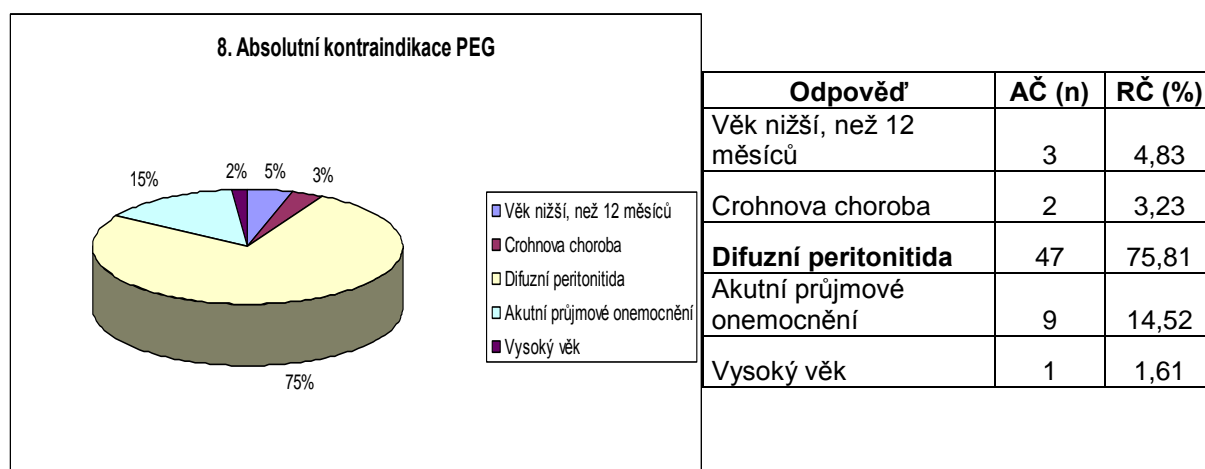 8. Absolutní kontraindikace PEG
2%
5%
3%
15%
75%
Věk nižší, než 12 měsíců
Crohnova choroba
Difuzní peritonitida
Akutní průjmové onemocnění
Vysoký věk
Odpověď AČ (n) RČ (%)
Věk nižší, než 12
měsíců 3 4,83
Crohnova choroba 2 3,23
Difuzní peritonitida 47 75,81
Akutní průjmové
onemocnění 9 14,52
Vysoký věk 1 1,61